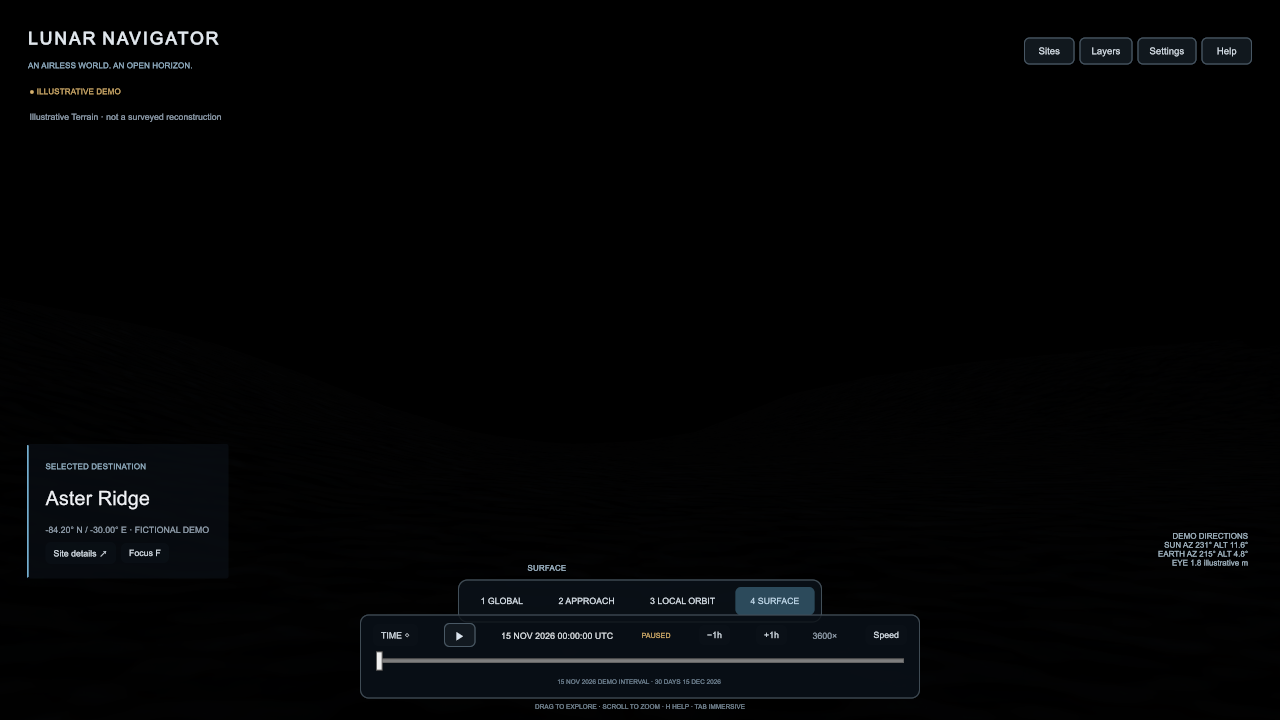 LUNAR NAVIGATOR
AN AIRLESS WORLD. AN OPEN HORIZON.
● ILLUSTRATIVE DEMO
Illustrative Terrain · not a surveyed reconstruction
Sites
Layers
Settings
Help
SELECTED DESTINATION
Aster Ridge
-84.20° N / -30.00° E · FICTIONAL DEMO
Site details ↗ Focus F
DEMO DIRECTIONS
SUN AZ 231° ALT 11.6°
EARTH AZ 215° ALT 4.8°
EYE 1.8 illustrative m
SURFACE
1 GLOBAL 2 APPROACH 3 LOCAL ORBIT 4 SURFACE
TIME ◇ ▶ 15 NOV 2026 00:00:00 UTC PAUSED −1h +1h 3600× Speed
15 NOV 2026 DEMO INTERVAL · 30 DAYS 15 DEC 2026
DRAG TO EXPLORE · SCROLL TO ZOOM · H HELP · TAB IMMERSIVE